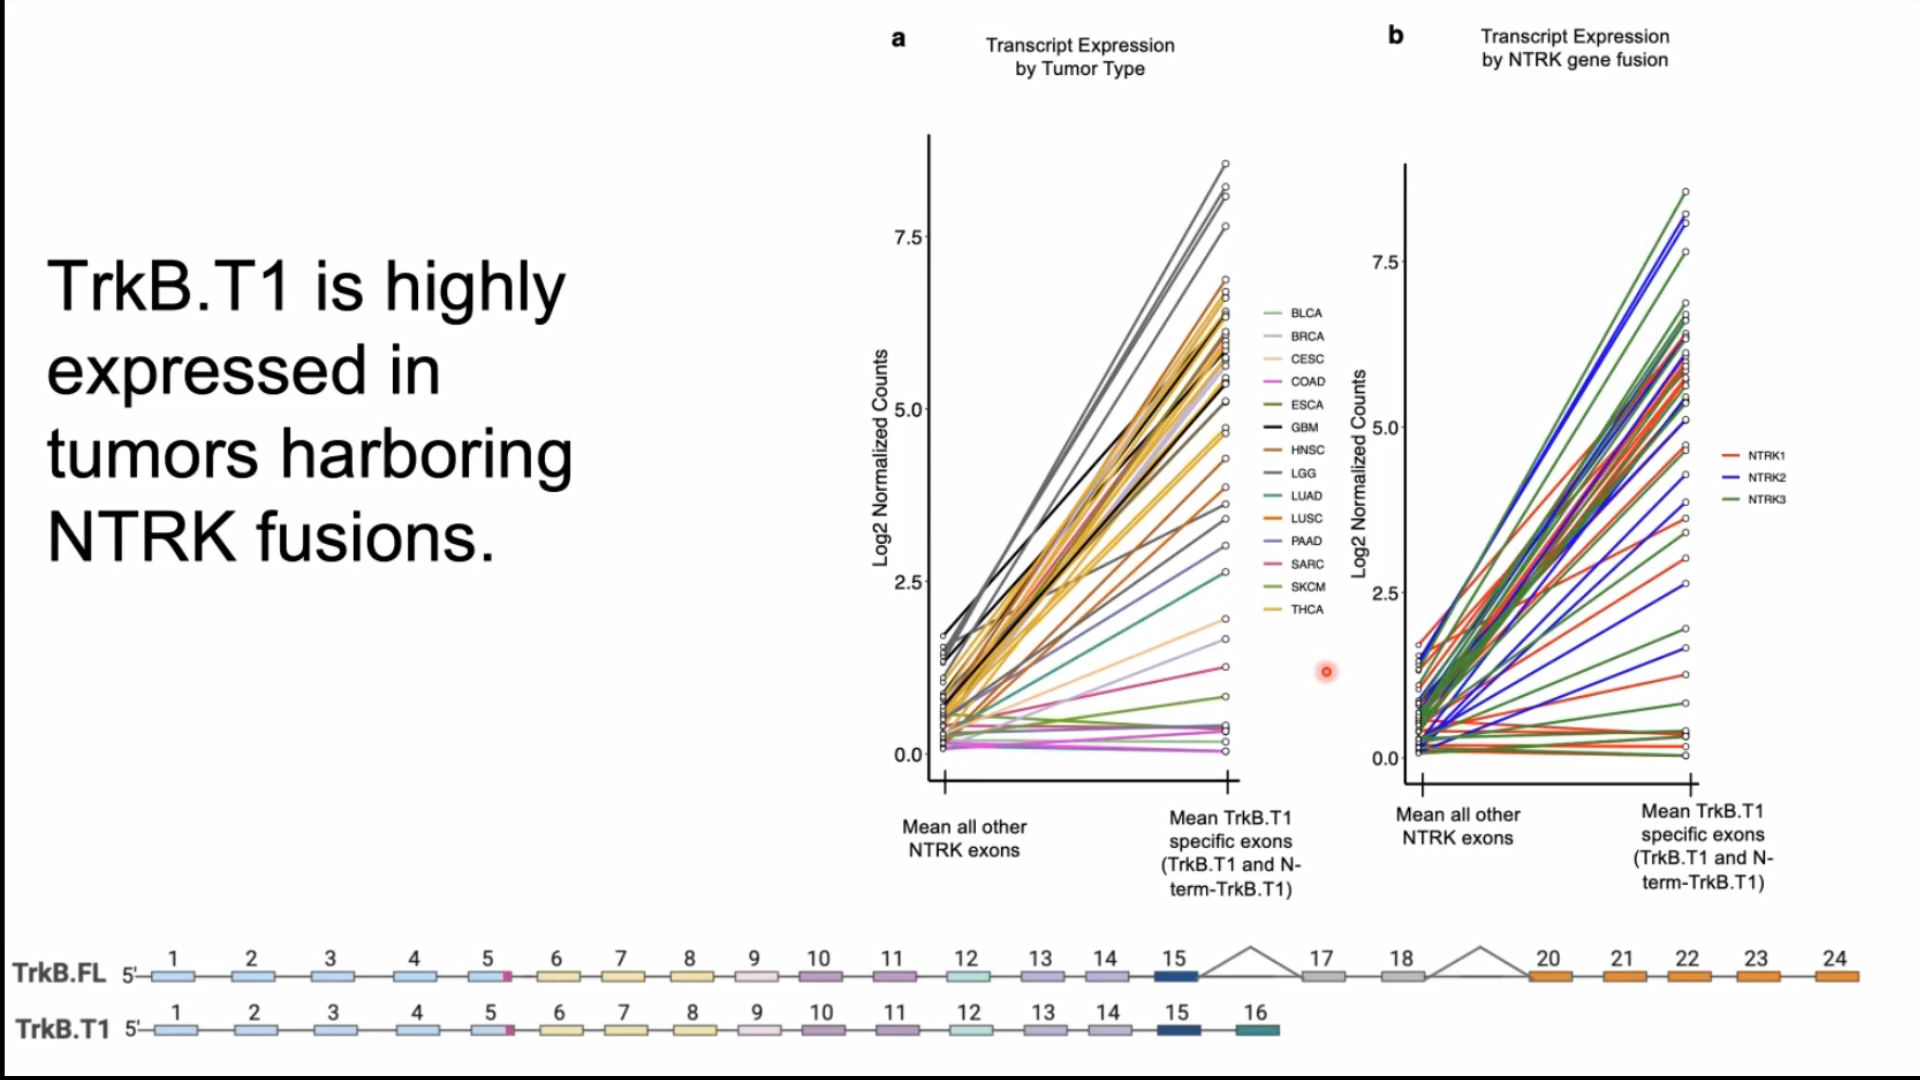 TrkB.T1 is highly
expressed in
tumors harboring
NTRK fusions.
a
Transcript Expression
by Tumor Type
Log2 Normalized Counts
7.5
5.0
2.5
0.0
Mean all other
NTRK exons
Mean TrkB.T1
specific exons
(TrkB.T1 and N-
term-TrkB.T1)
BLCA
BRCA
CESC
COAD
ESCA
GBM
HNSC
LGG
LUAD
LUSC
PAAD
SARC
SKCM
THCA
b
Transcript Expression
by NTRK gene fusion
Log2 Normalized Counts
7.5
5.0
2.5
0.0
Mean all other
NTRK exons
Mean TrkB.T1
specific exons
(TrkB.T1 and N-
term-TrkB.T1)
NTRK1
NTRK2
NTRK3
1 2 3 4 5 6 7 8 9 10 11 12 13 14 15 17 18 20 21 22 23 24
TrkB.FL 5'
1 2 3 4 5 6 7 8 9 10 11 12 13 14 15 16
TrkB.T1 5'